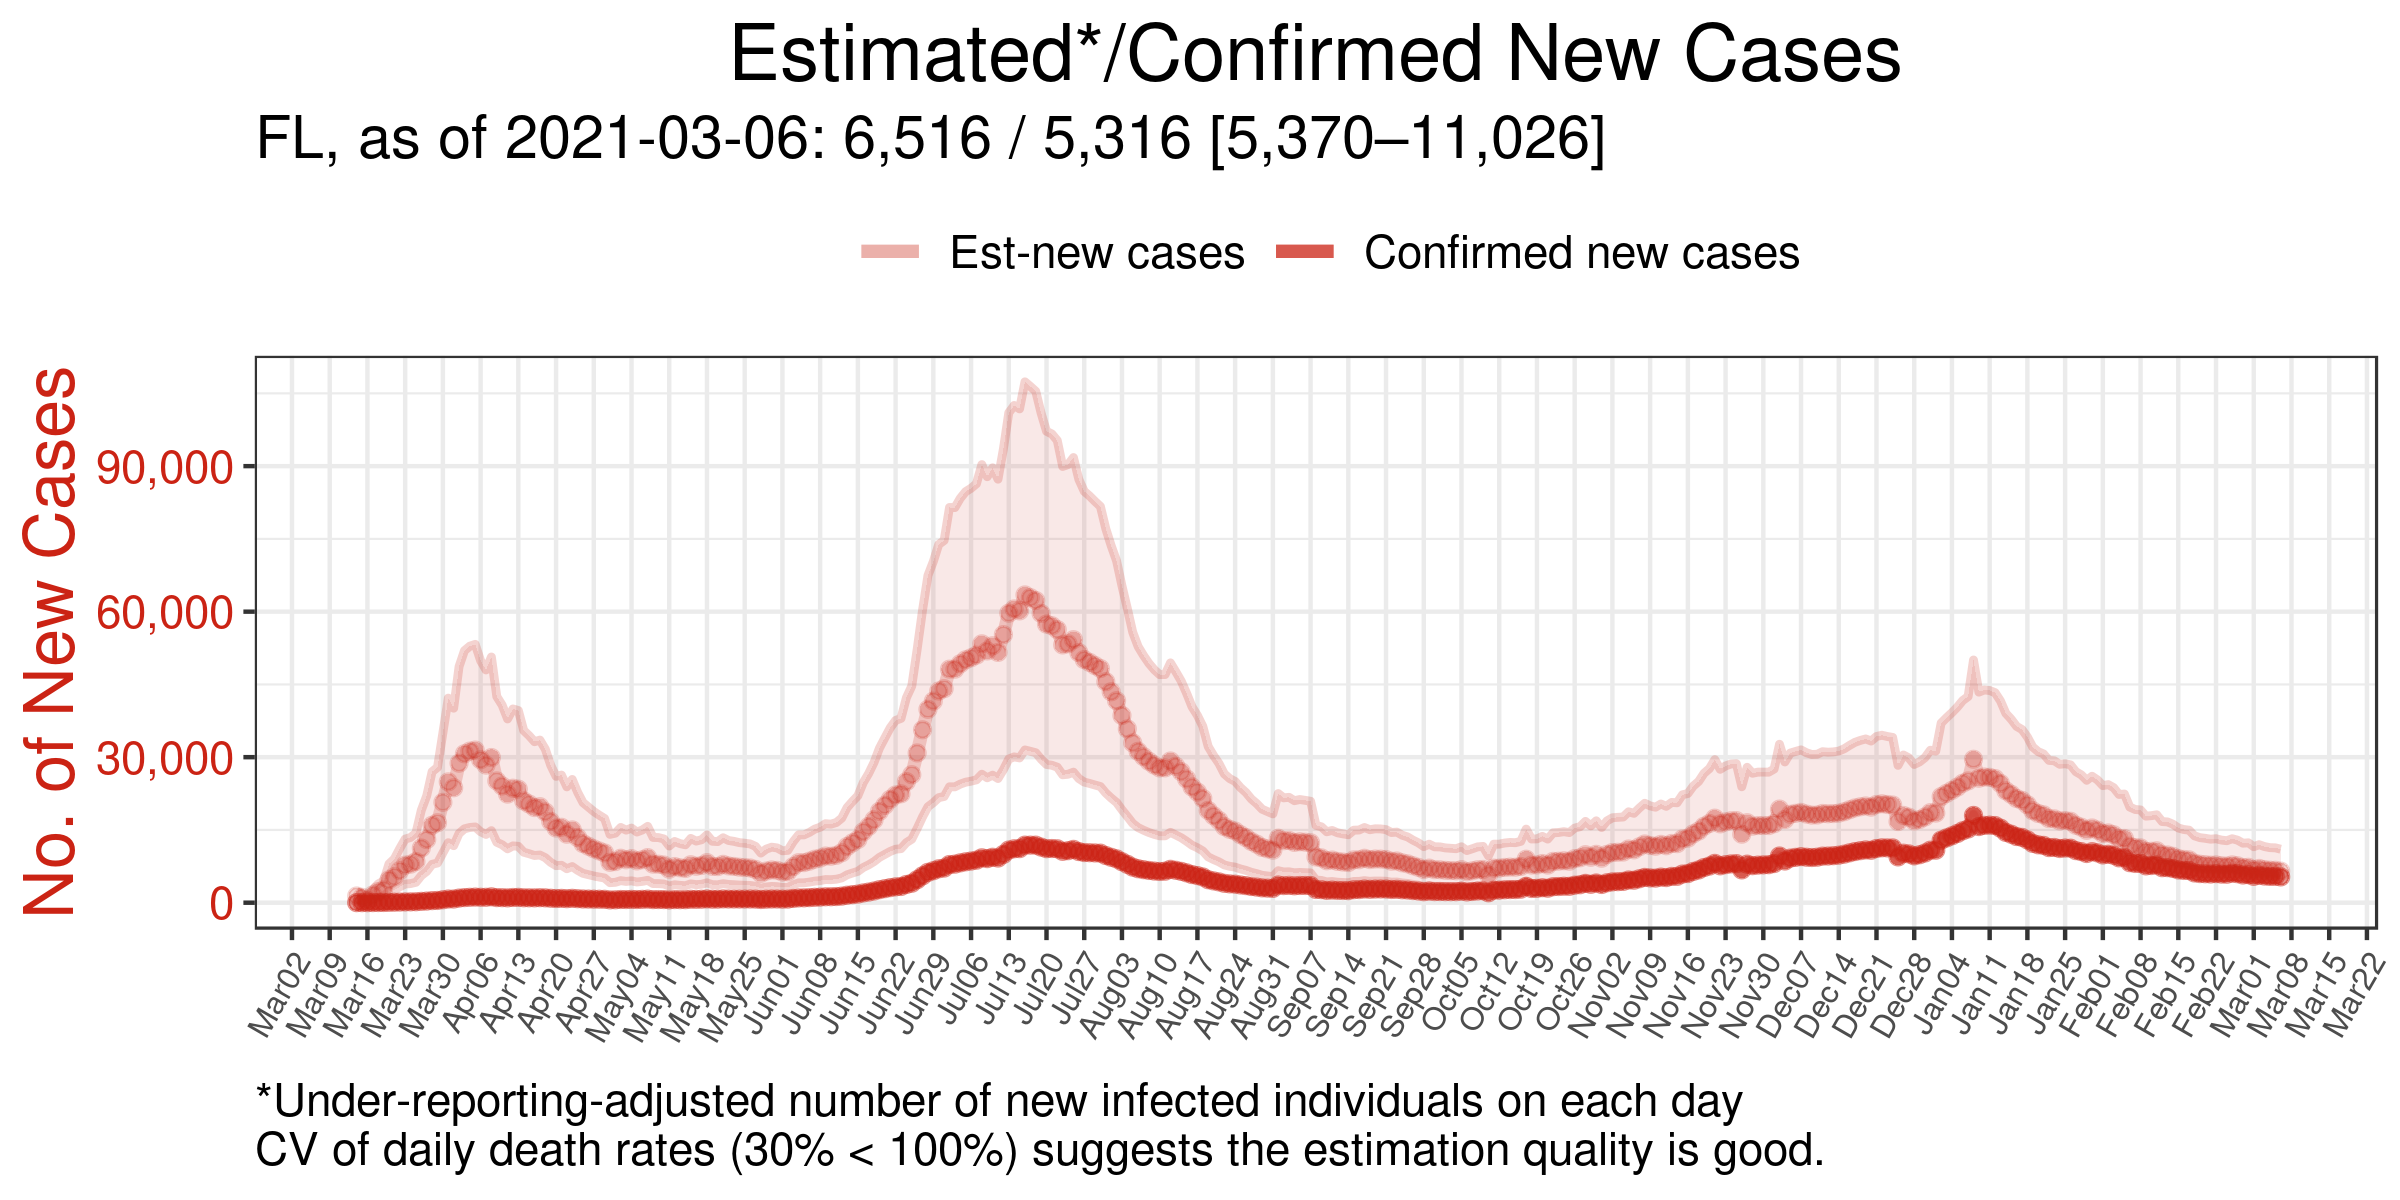 Estimated*/Confirmed New Cases
FL, as of 2021-03-06: 6,516 / 5,316 [5,370–11,026]
Est-new cases Confirmed new cases
No. of New Cases
90,000
60,000
30,000
0
Mar02 Mar09 Mar16 Mar23 Mar30 Apr06 Apr13 Apr20 Apr27 May04 May11 May18 May25 Jun01 Jun08 Jun15 Jun22 Jun29 Jul06 Jul13 Jul20 Jul27 Aug03 Aug10 Aug17 Aug24 Aug31 Sep07 Sep14 Sep21 Sep28 Oct05 Oct12 Oct19 Oct26 Nov02 Nov09 Nov16 Nov23 Nov30 Dec07 Dec14 Dec21 Dec28 Jan04 Jan11 Jan18 Jan25 Feb01 Feb08 Feb15 Feb22 Mar01 Mar08 Mar15 Mar22
*Under-reporting-adjusted number of new infected individuals on each day
CV of daily death rates (30% < 100%) suggests the estimation quality is good.